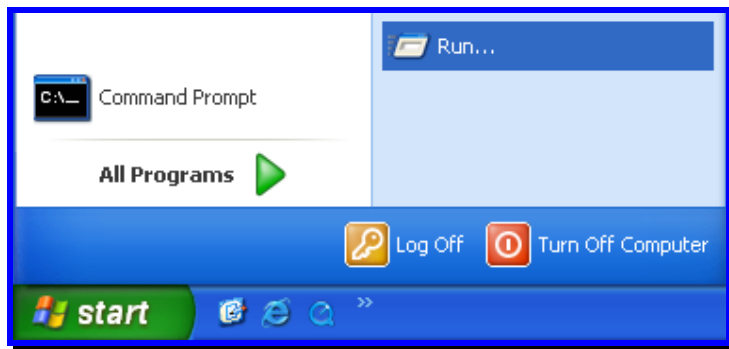 Run...
C:\_
Command Prompt
All Programs
Log Off
Turn Off Computer
start
»